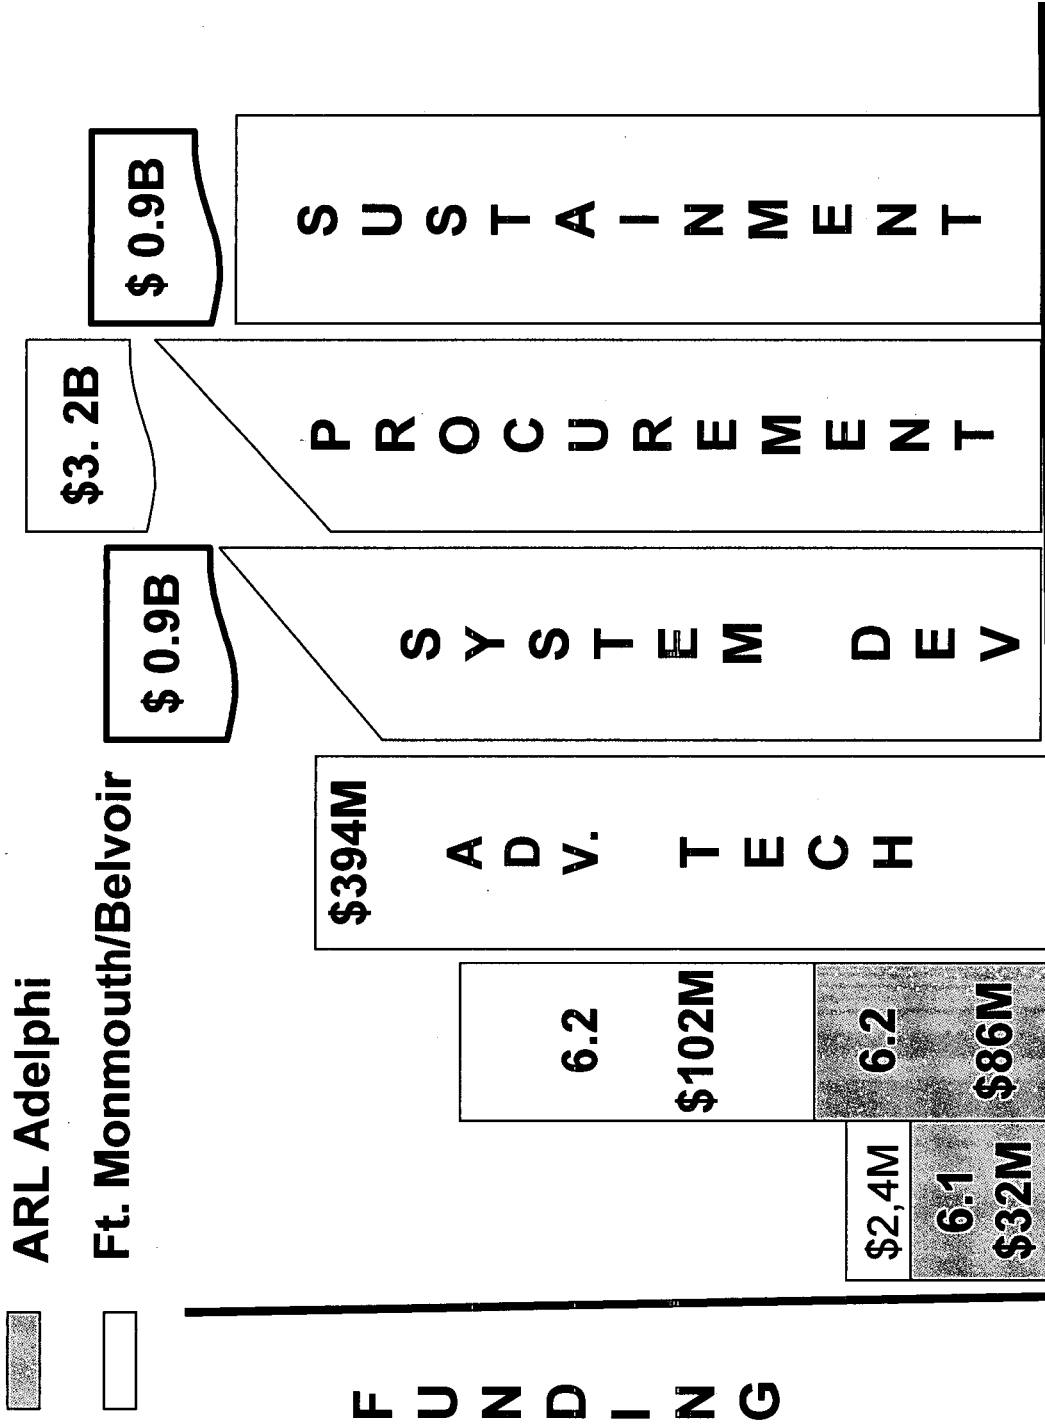 ARL Adelphi
Ft. Monmouth/Belvoir
FUNDING
$2,4M
6.1
$32M
6.2
$102M
6.2
$86M
$394M
ADV. TECH
$ 0.9B
SYSTEM DEV
$3. 2B
PROCUREMENT
$ 0.9B
SUSTAINMENT